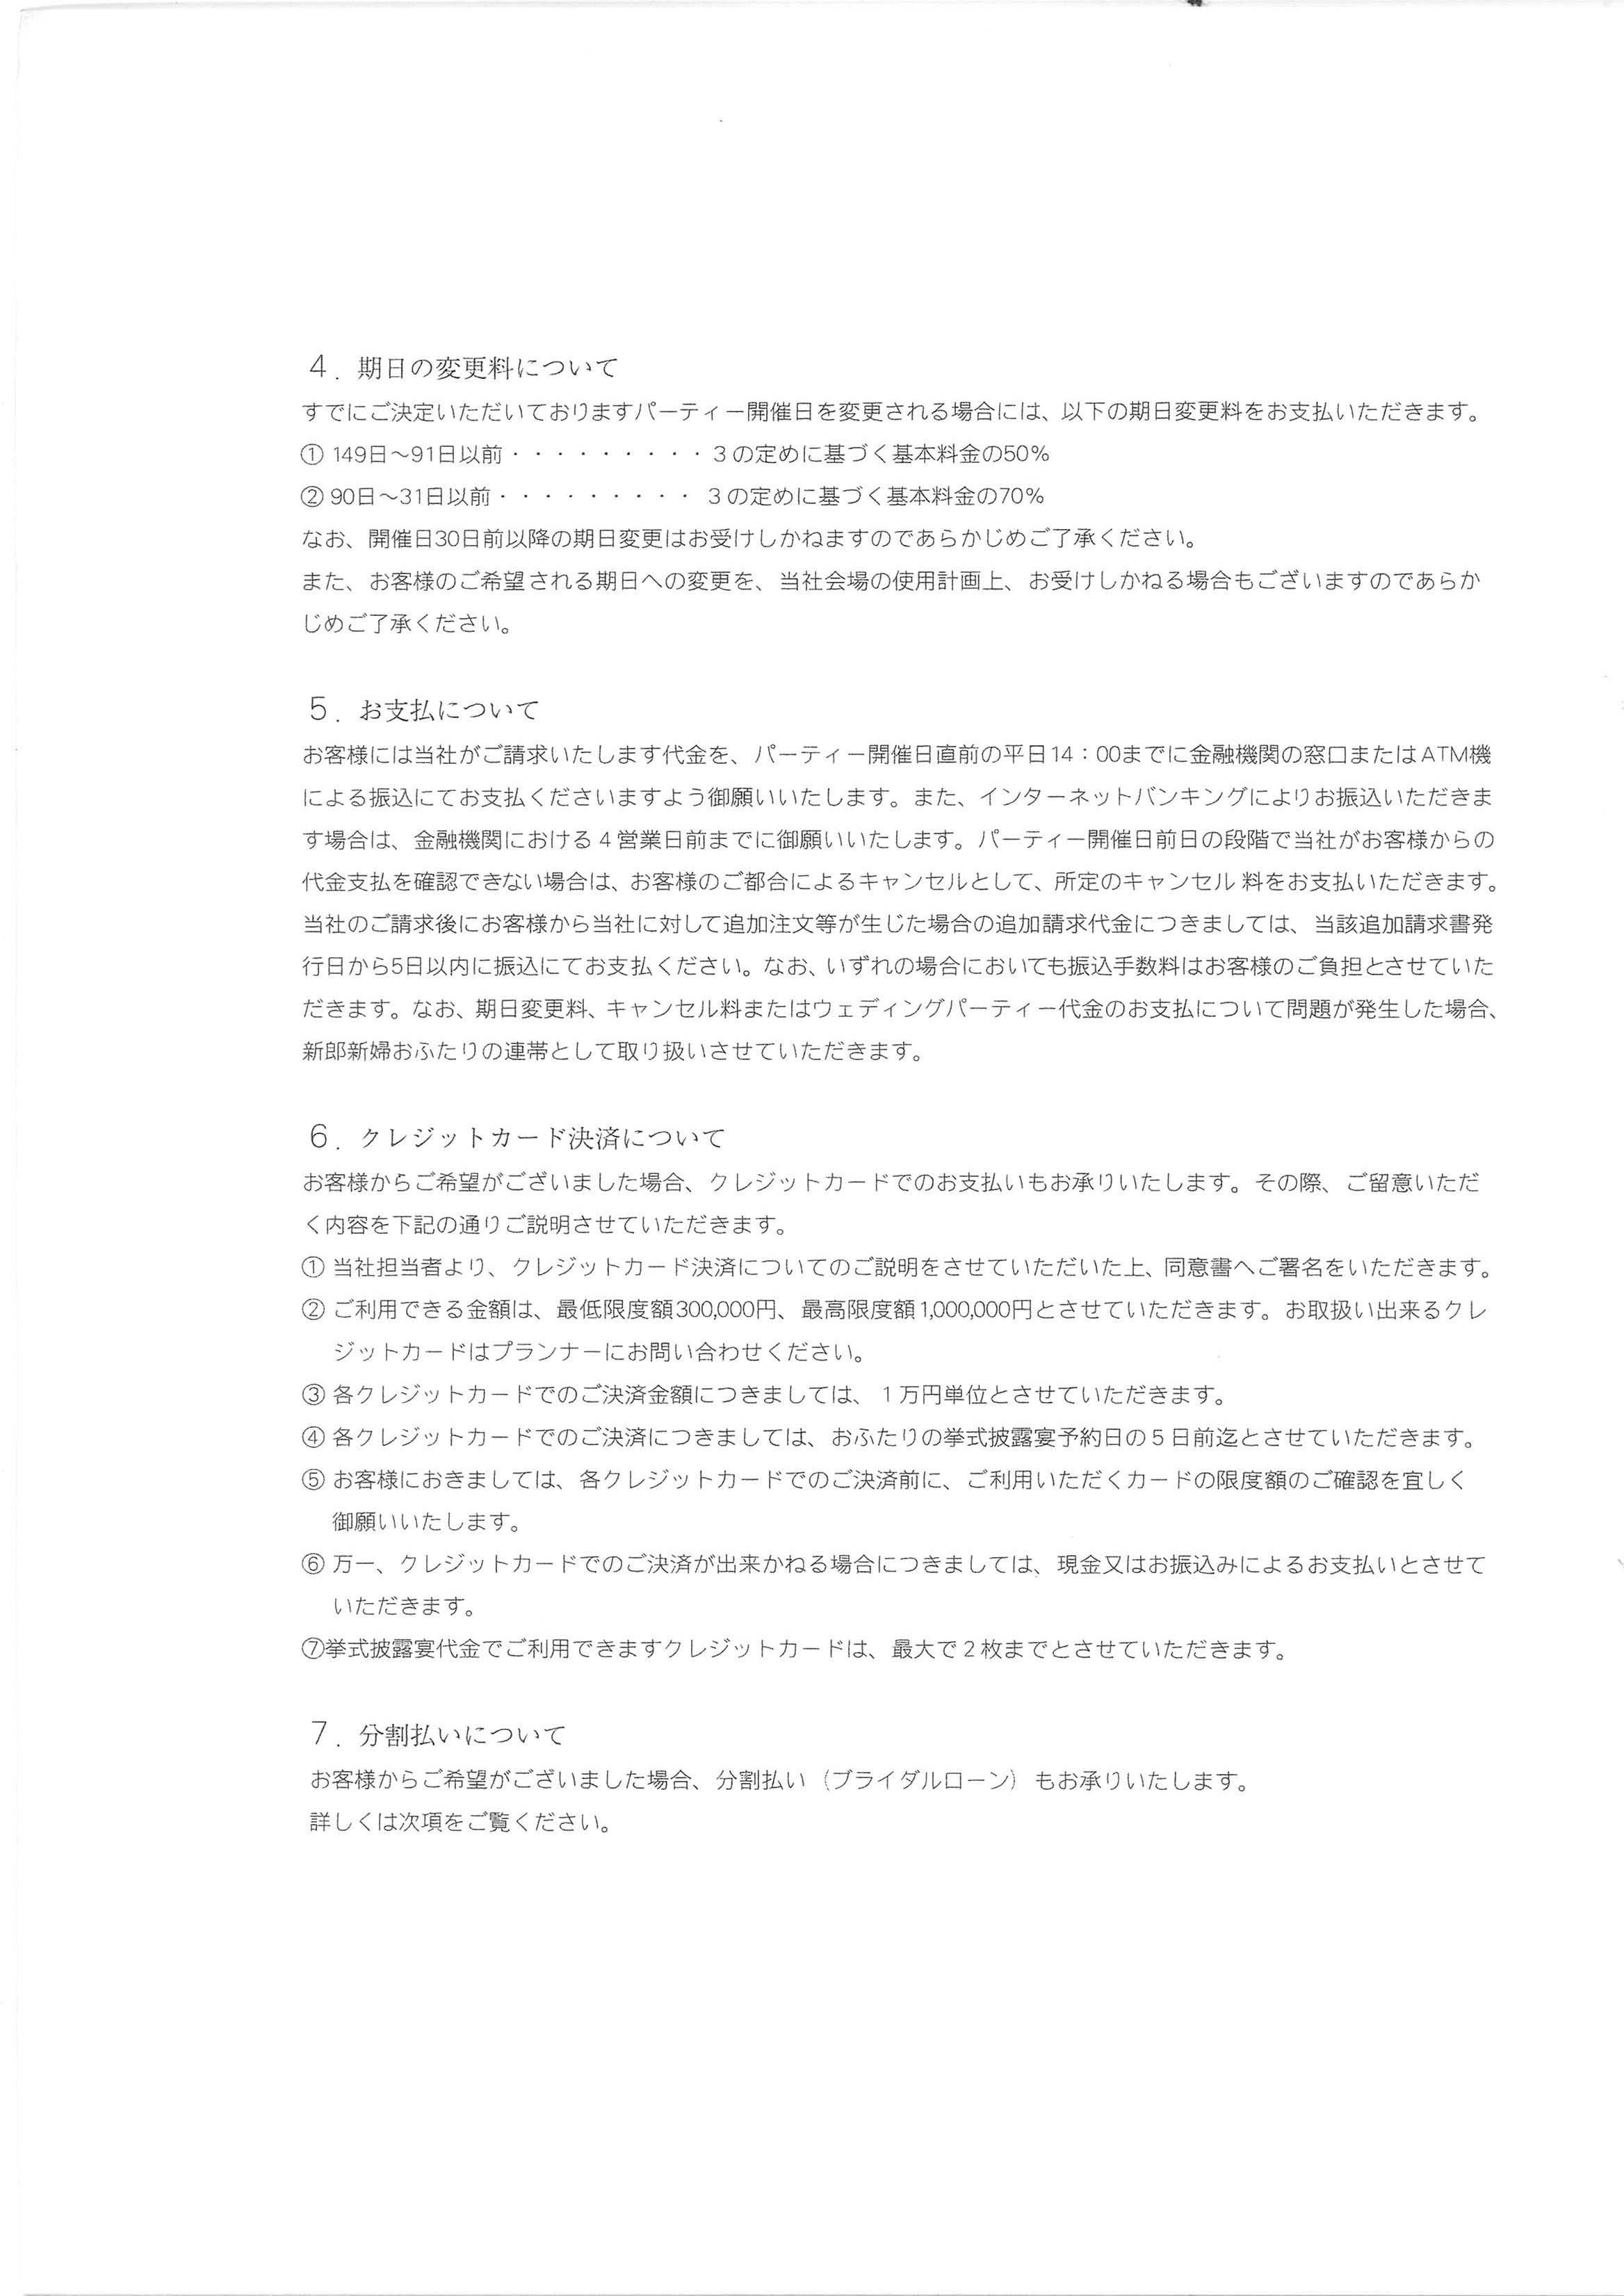 4．期日の変更料について
すでにご決定いただいておりますパーティー開催日を変更される場合には、以下の期日変更料をお支払いただきます。
① 149日～91日以前・・・・・・・・・3の定めに基づく基本料金の50%
② 90日～31日以前・・・・・・・・・ 3の定めに基づく基本料金の70%
なお、開催日30日前以降の期日変更はお受けしかねますのであらかじめご了承ください。
また、お客様のご希望される期日への変更を、当社会場の使用計画上、お受けしかねる場合もございますのであらか
じめご了承ください。
5．お支払について
お客様には当社がご請求いたします代金を、パーティー開催日直前の平日14：00までに金融機関の窓口またはATM機
による振込にてお支払くださいますよう御願いいたします。また、インターネットバンキングによりお振込いただきま
す場合は、金融機関における4営業日前までに御願いいたします。パーティー開催日前日の段階で当社がお客様からの
代金支払を確認できない場合は、お客様のご都合によるキャンセルとして、所定のキャンセル 料をお支払いただきます。
当社のご請求後にお客様から当社に対して追加注文等が生じた場合の追加請求代金につきましては、当該追加請求書発
行日から5日以内に振込にてお支払ください。なお、いずれの場合においても振込手数料はお客様のご負担とさせていた
だきます。なお、期日変更料、キャンセル料またはウェディングパーティー代金のお支払について問題が発生した場合、
新郎新婦おふたりの連帯として取り扱いさせていただきます。
6．クレジットカード決済について
お客様からご希望がございました場合、クレジットカードでのお支払いもお承りいたします。その際、ご留意いただ
く内容を下記の通りご説明させていただきます。
① 当社担当者より、クレジットカード決済についてのご説明をさせていただいた上、同意書へご署名をいただきます。
② ご利用できる金額は、最低限度額300,000円、最高限度額1,000,000円とさせていただきます。お取扱い出来るクレ
ジットカードはプランナーにお問い合わせください。
③ 各クレジットカードでのご決済金額につきましては、1万円単位とさせていただきます。
④ 各クレジットカードでのご決済につきましては、おふたりの挙式披露宴予約日の5日前迄とさせていただきます。
⑤ お客様におきましては、各クレジットカードでのご決済前に、ご利用いただくカードの限度額のご確認を宜しく
御願いいたします。
⑥ 万一、クレジットカードでのご決済が出来かねる場合につきましては、現金又はお振込みによるお支払いとさせて
いただきます。
⑦挙式披露宴代金でご利用できますクレジットカードは、最大で2枚までとさせていただきます。
7．分割払いについて
お客様からご希望がございました場合、分割払い（ブライダルローン）もお承りいたします。
詳しくは次項をご覧ください。